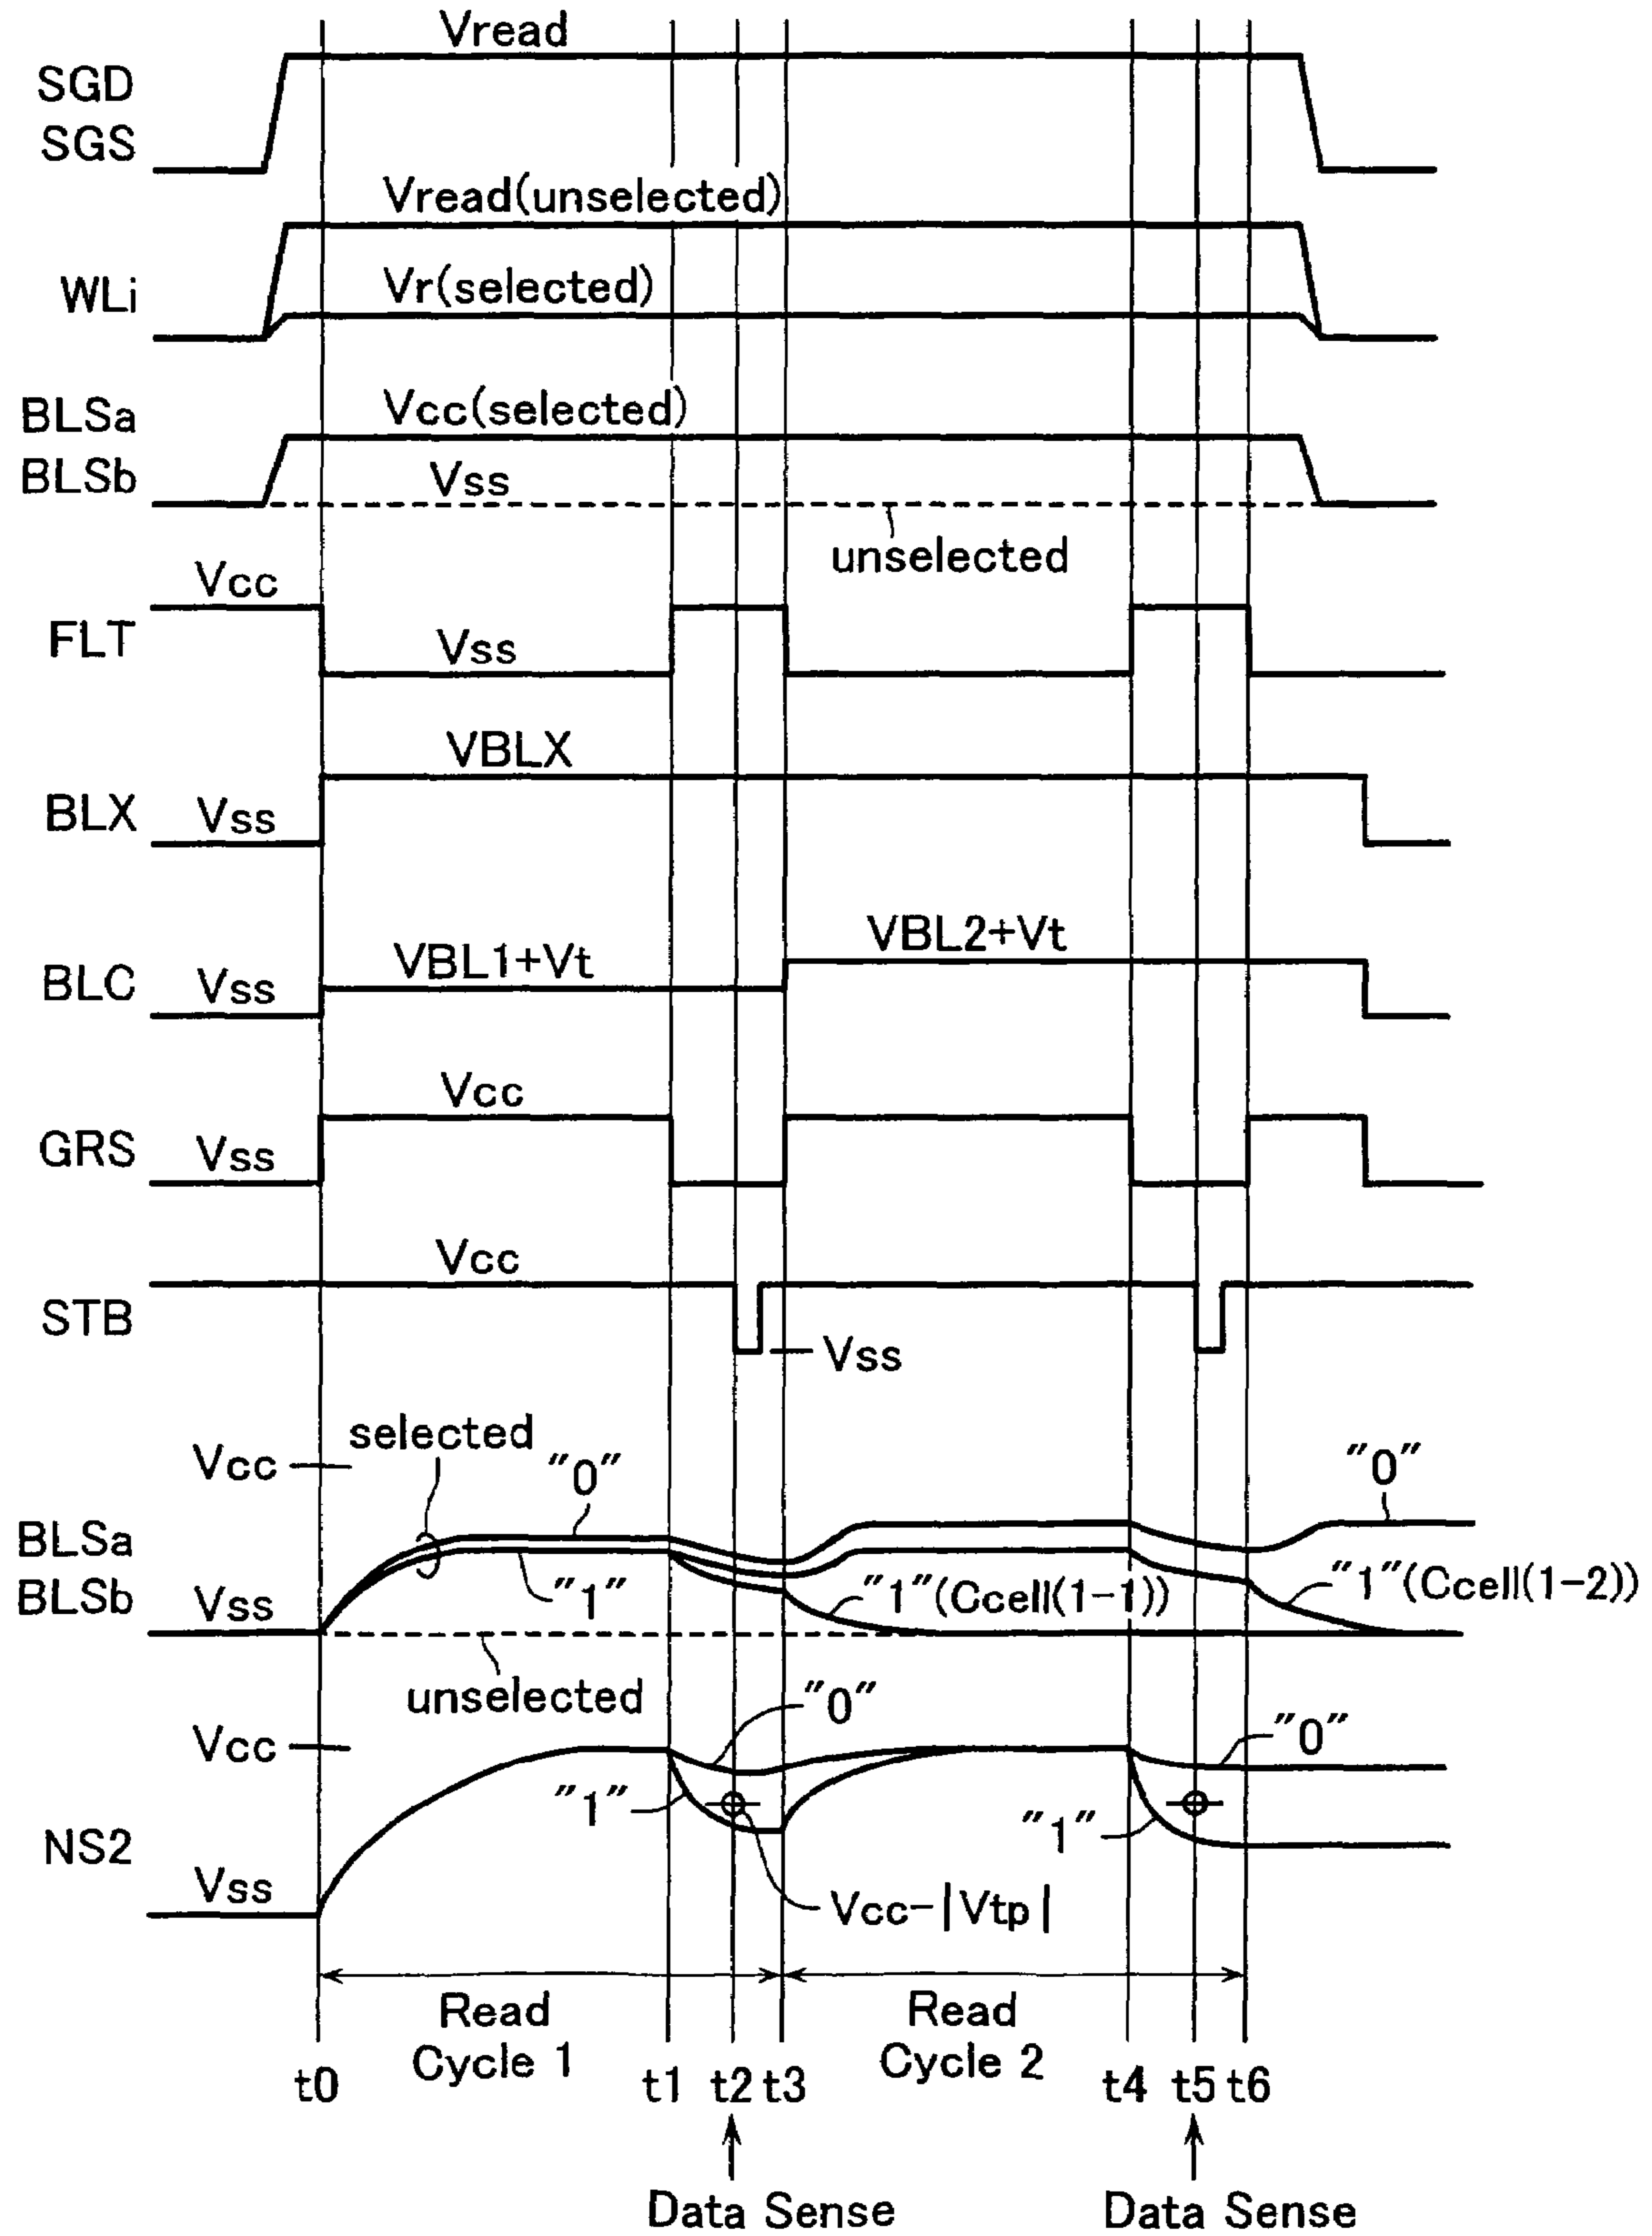 Vread
SGD
SGS
Vread(unselected)
WLi
Vr(selected)
BLSa
Vcc(selected)
BLSb
Vss
unselected
Vcc
FLT
Vss
VBLX
BLX
Vss
VBL2+Vt
VBL1+Vt
BLC
Vss
Vcc
GRS
Vss
Vcc
STB
Vss
selected
Vcc
"0"
"0"
BLSa
"1"
BLSb
Vss
"1"(Ccell(1-1))
"1"(Ccell(1-2))
unselected
"0"
Vcc
"0"
"1"
"1"
NS2
Vss
Vcc-|Vtp|
Read
Cycle 1
Read
Cycle 2
t0
t1
t2
t3
t4
t5
t6
Data Sense
Data Sense